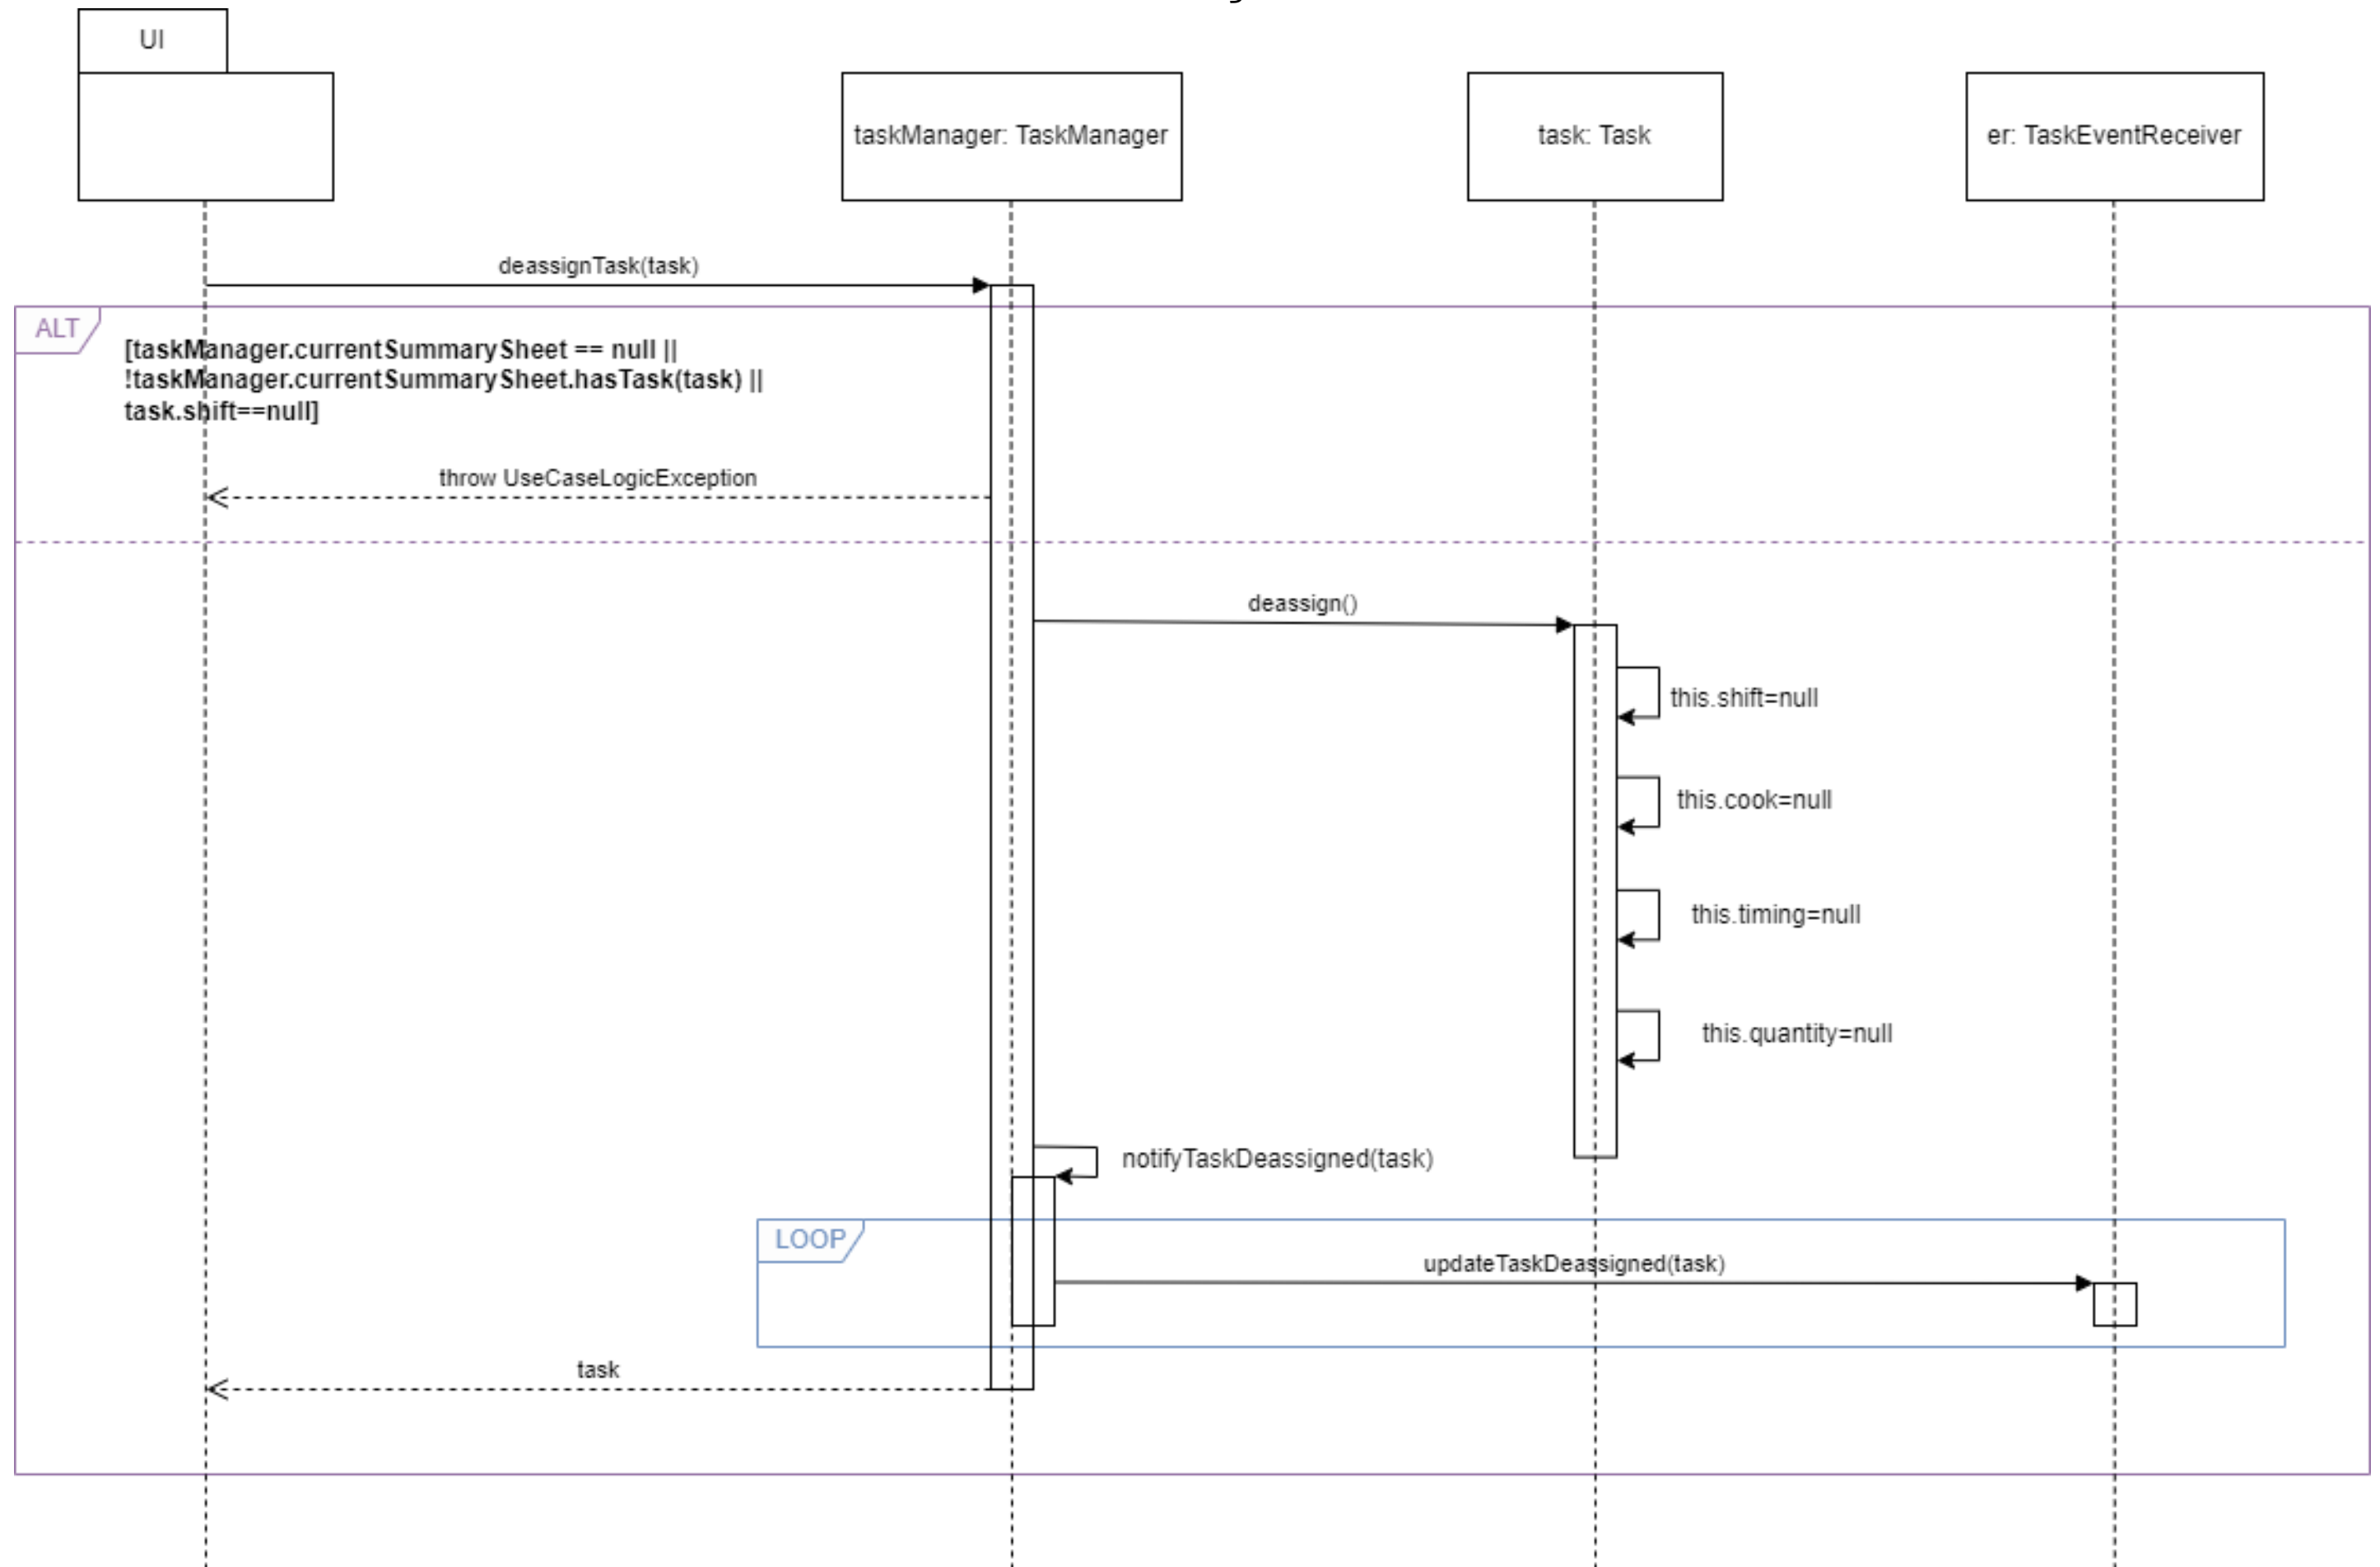 UI
taskManager: TaskManager
task: Task
er: TaskEventReceiver
deassignTask(task)
ALT
[taskManager.currentSummarySheet == null ||
!taskManager.currentSummarySheet.hasTask(task) ||
task.shift==null]
throw UseCaseLogicException
deassign()
this.shift=null
this.cook=null
this.timing=null
this.quantity=null
notifyTaskDeassigned(task)
LOOP
updateTaskDeassigned(task)
task